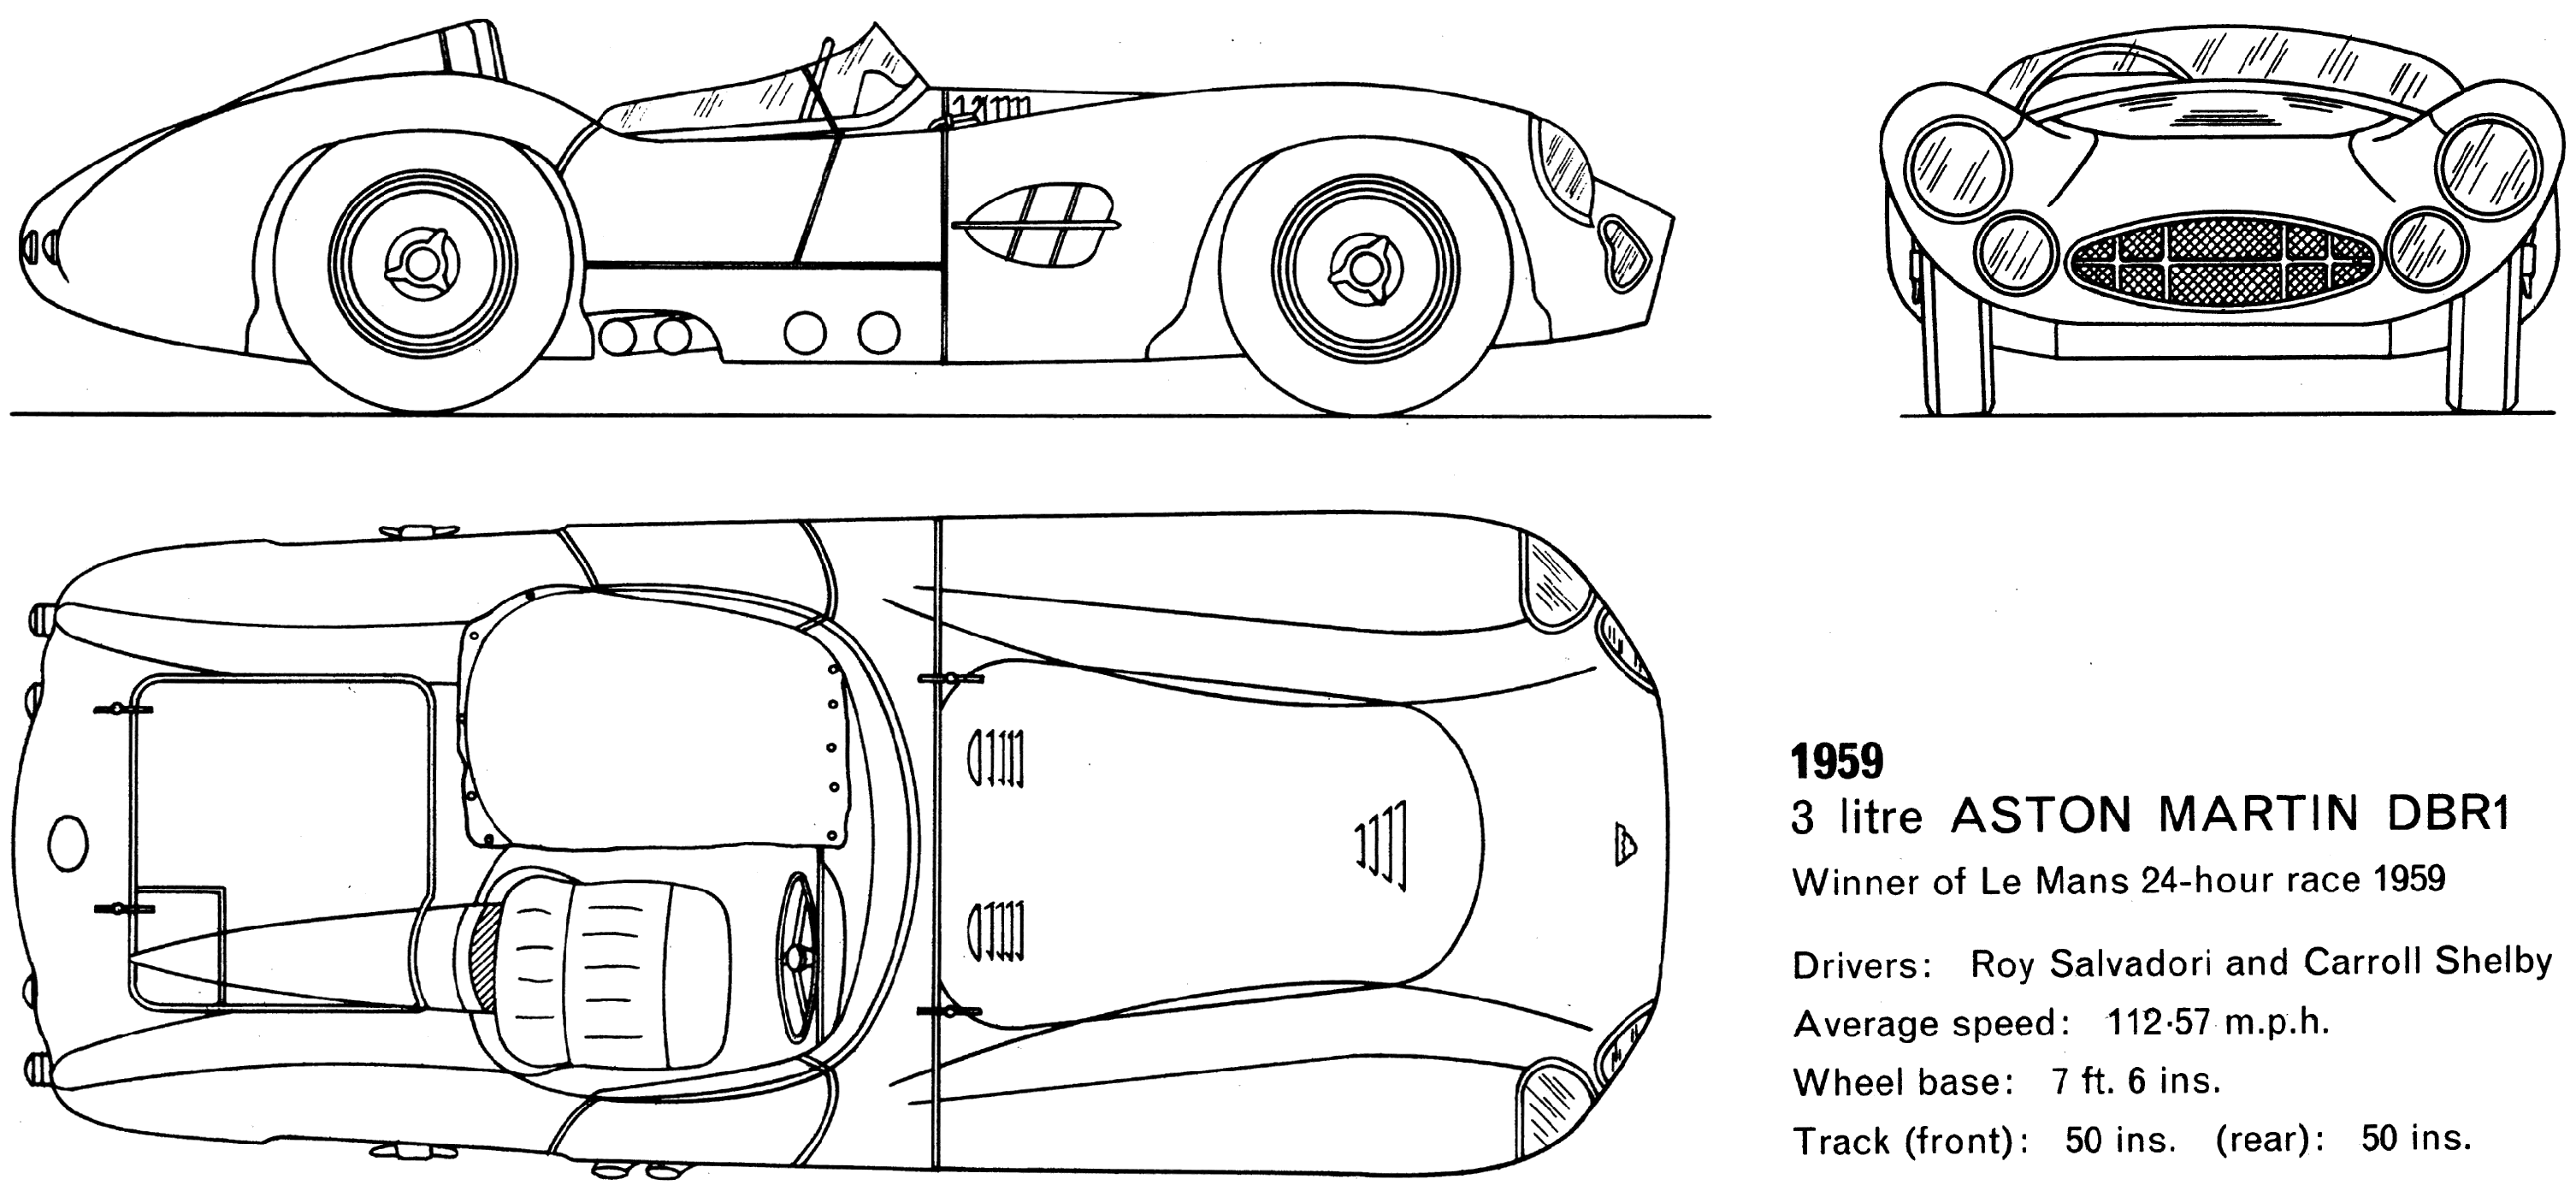 1959
3 litre ASTON MARTIN DBR1
Winner of Le Mans 24-hour race 1959
Drivers: Roy Salvadori and Carroll Shelby
Average speed: 112·57 m.p.h.
Wheel base: 7 ft. 6 ins.
Track (front): 50 ins. (rear): 50 ins.